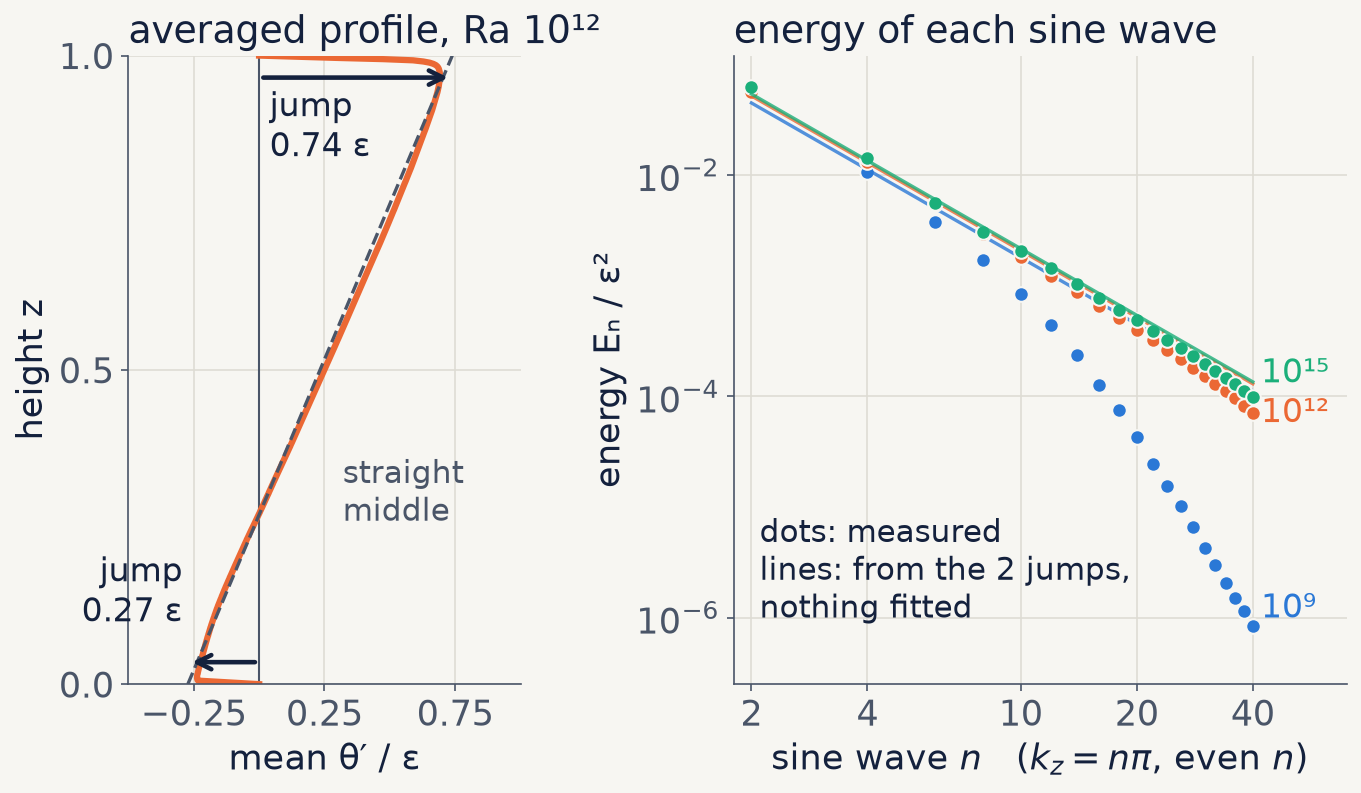 averaged profile, Ra 10¹²
1.0
0.5
0.0
height z
jump
0.74 ε
straight
middle
jump
0.27 ε
−0.25
0.25
0.75
mean θ′ / ε
energy of each sine wave
10⁻²
10⁻⁴
10⁻⁶
energy Eₙ / ε²
10¹⁵
10¹²
10⁹
dots: measured
lines: from the 2 jumps,
nothing fitted
2
4
10
20
40
sine wave n (k_z = nπ, even n)